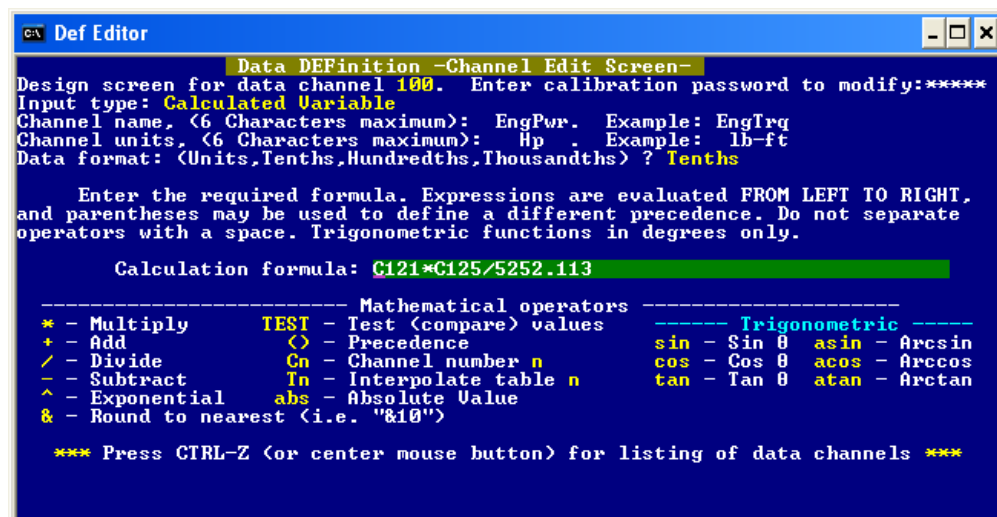 Def Editor
Data DEFinition -Channel Edit Screen-
Design screen for data channel 100. Enter calibration password to modify:*****
Input type: Calculated Variable
Channel name, (6 Characters maximum): EngPwr. Example: EngTrq
Channel units, (6 Characters maximum): Hp . Example: lb-ft
Data format: (Units,Tenths,Hundredths,Thousandths) ? Tenths
Enter the required formula. Expressions are evaluated FROM LEFT TO RIGHT,
and parentheses may be used to define a different precedence. Do not separate
operators with a space. Trigonometric functions in degrees only.
Calculation formula: C121*C125/5252.113
------------------------- Mathematical operators ---------------------
* - Multiply TEST - Test (compare) values ------ Trigonometric -----
+ - Add () - Precedence sin - Sin θ asin - Arcsin
/ - Divide Cn - Channel number n cos - Cos θ acos - Arccos
- - Subtract Tn - Interpolate table n tan - Tan θ atan - Arctan
^ - Exponential abs - Absolute Value
& - Round to nearest (i.e. "&10")
*** Press CTRL-Z (or center mouse button) for listing of data channels ***